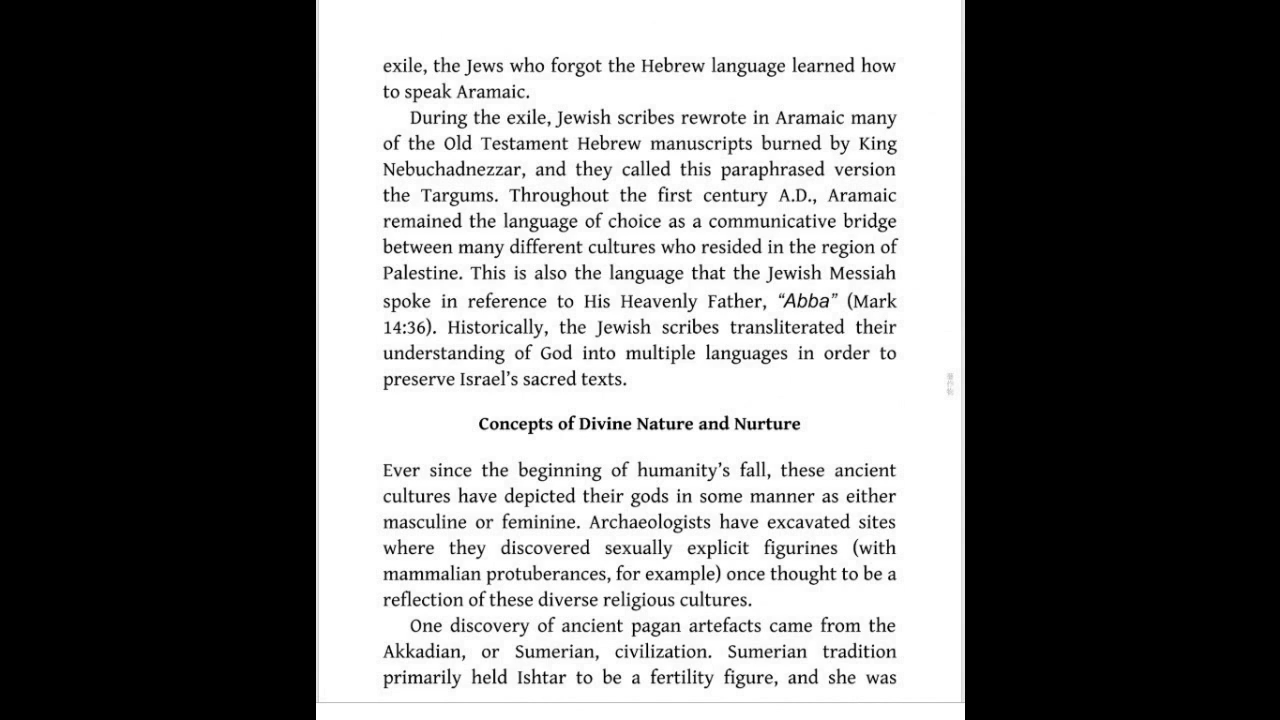 exile, the Jews who forgot the Hebrew language learned how
to speak Aramaic.
During the exile, Jewish scribes rewrote in Aramaic many
of the Old Testament Hebrew manuscripts burned by King
Nebuchadnezzar, and they called this paraphrased version
the Targums. Throughout the first century A.D., Aramaic
remained the language of choice as a communicative bridge
between many different cultures who resided in the region of
Palestine. This is also the language that the Jewish Messiah
spoke in reference to His Heavenly Father, “Abba” (Mark
14:36). Historically, the Jewish scribes transliterated their
understanding of God into multiple languages in order to
preserve Israel’s sacred texts.
Concepts of Divine Nature and Nurture
Ever since the beginning of humanity’s fall, these ancient
cultures have depicted their gods in some manner as either
masculine or feminine. Archaeologists have excavated sites
where they discovered sexually explicit figurines (with
mammalian protuberances, for example) once thought to be a
reflection of these diverse religious cultures.
One discovery of ancient pagan artefacts came from the
Akkadian, or Sumerian, civilization. Sumerian tradition
primarily held Ishtar to be a fertility figure, and she was